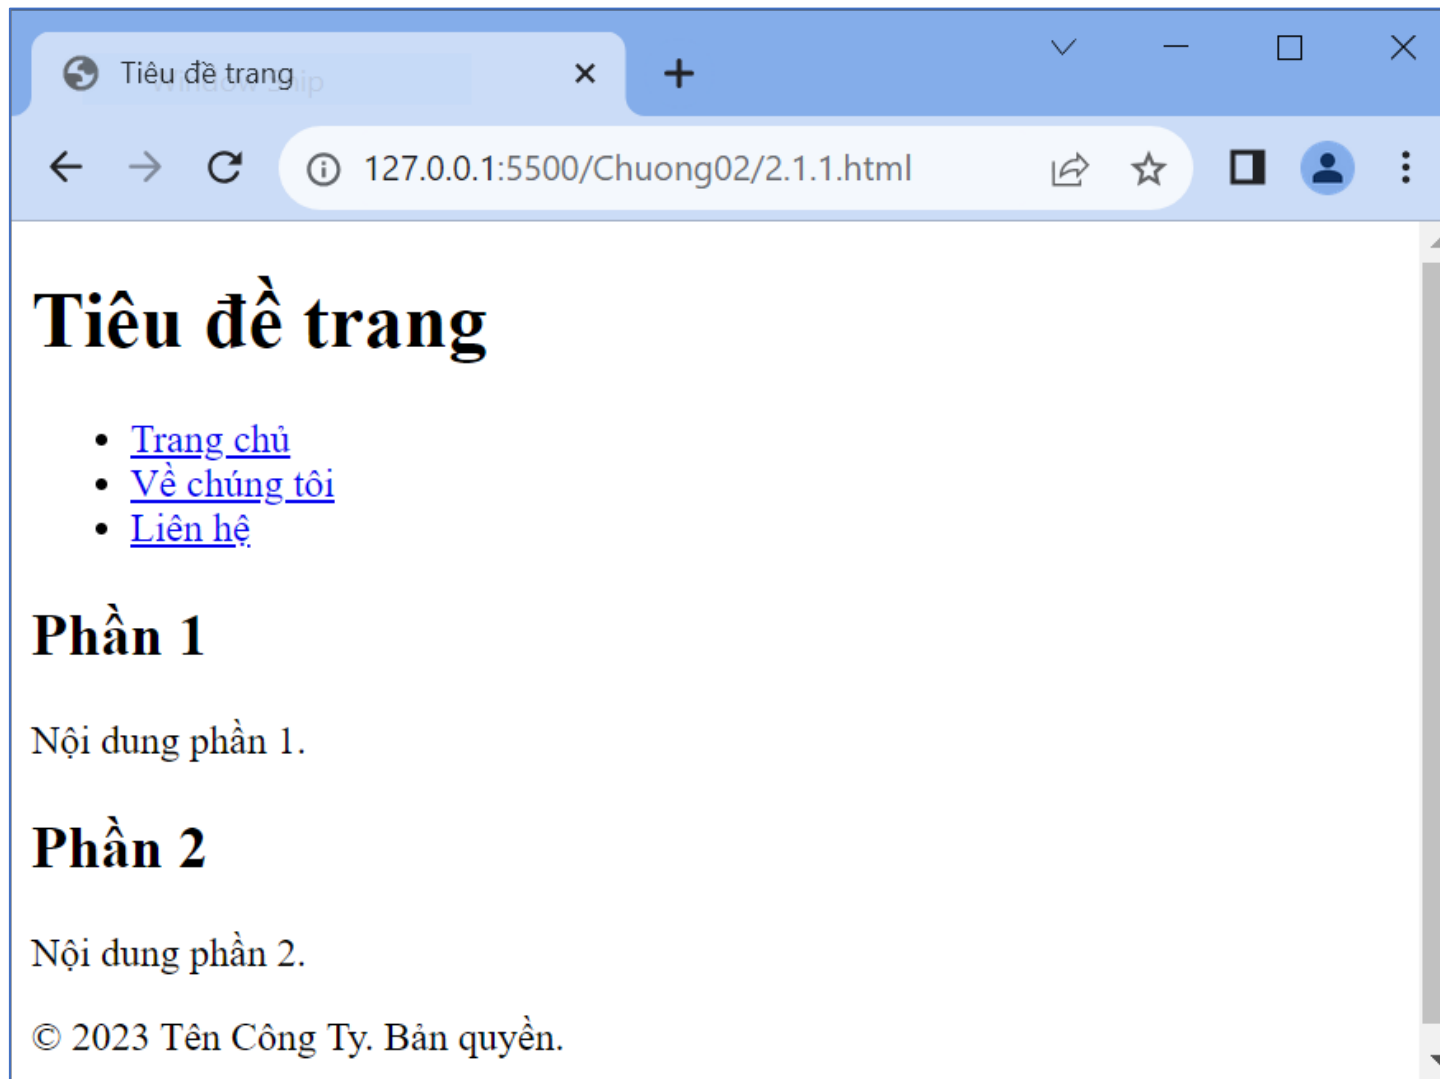 Tiêu đề trang
Window Snip
127.0.0.1:5500/Chuong02/2.1.1.html
Tiêu đề trang
Trang chủ
Về chúng tôi
Liên hệ
Phần 1
Nội dung phần 1.
Phần 2
Nội dung phần 2.
© 2023 Tên Công Ty. Bản quyền.